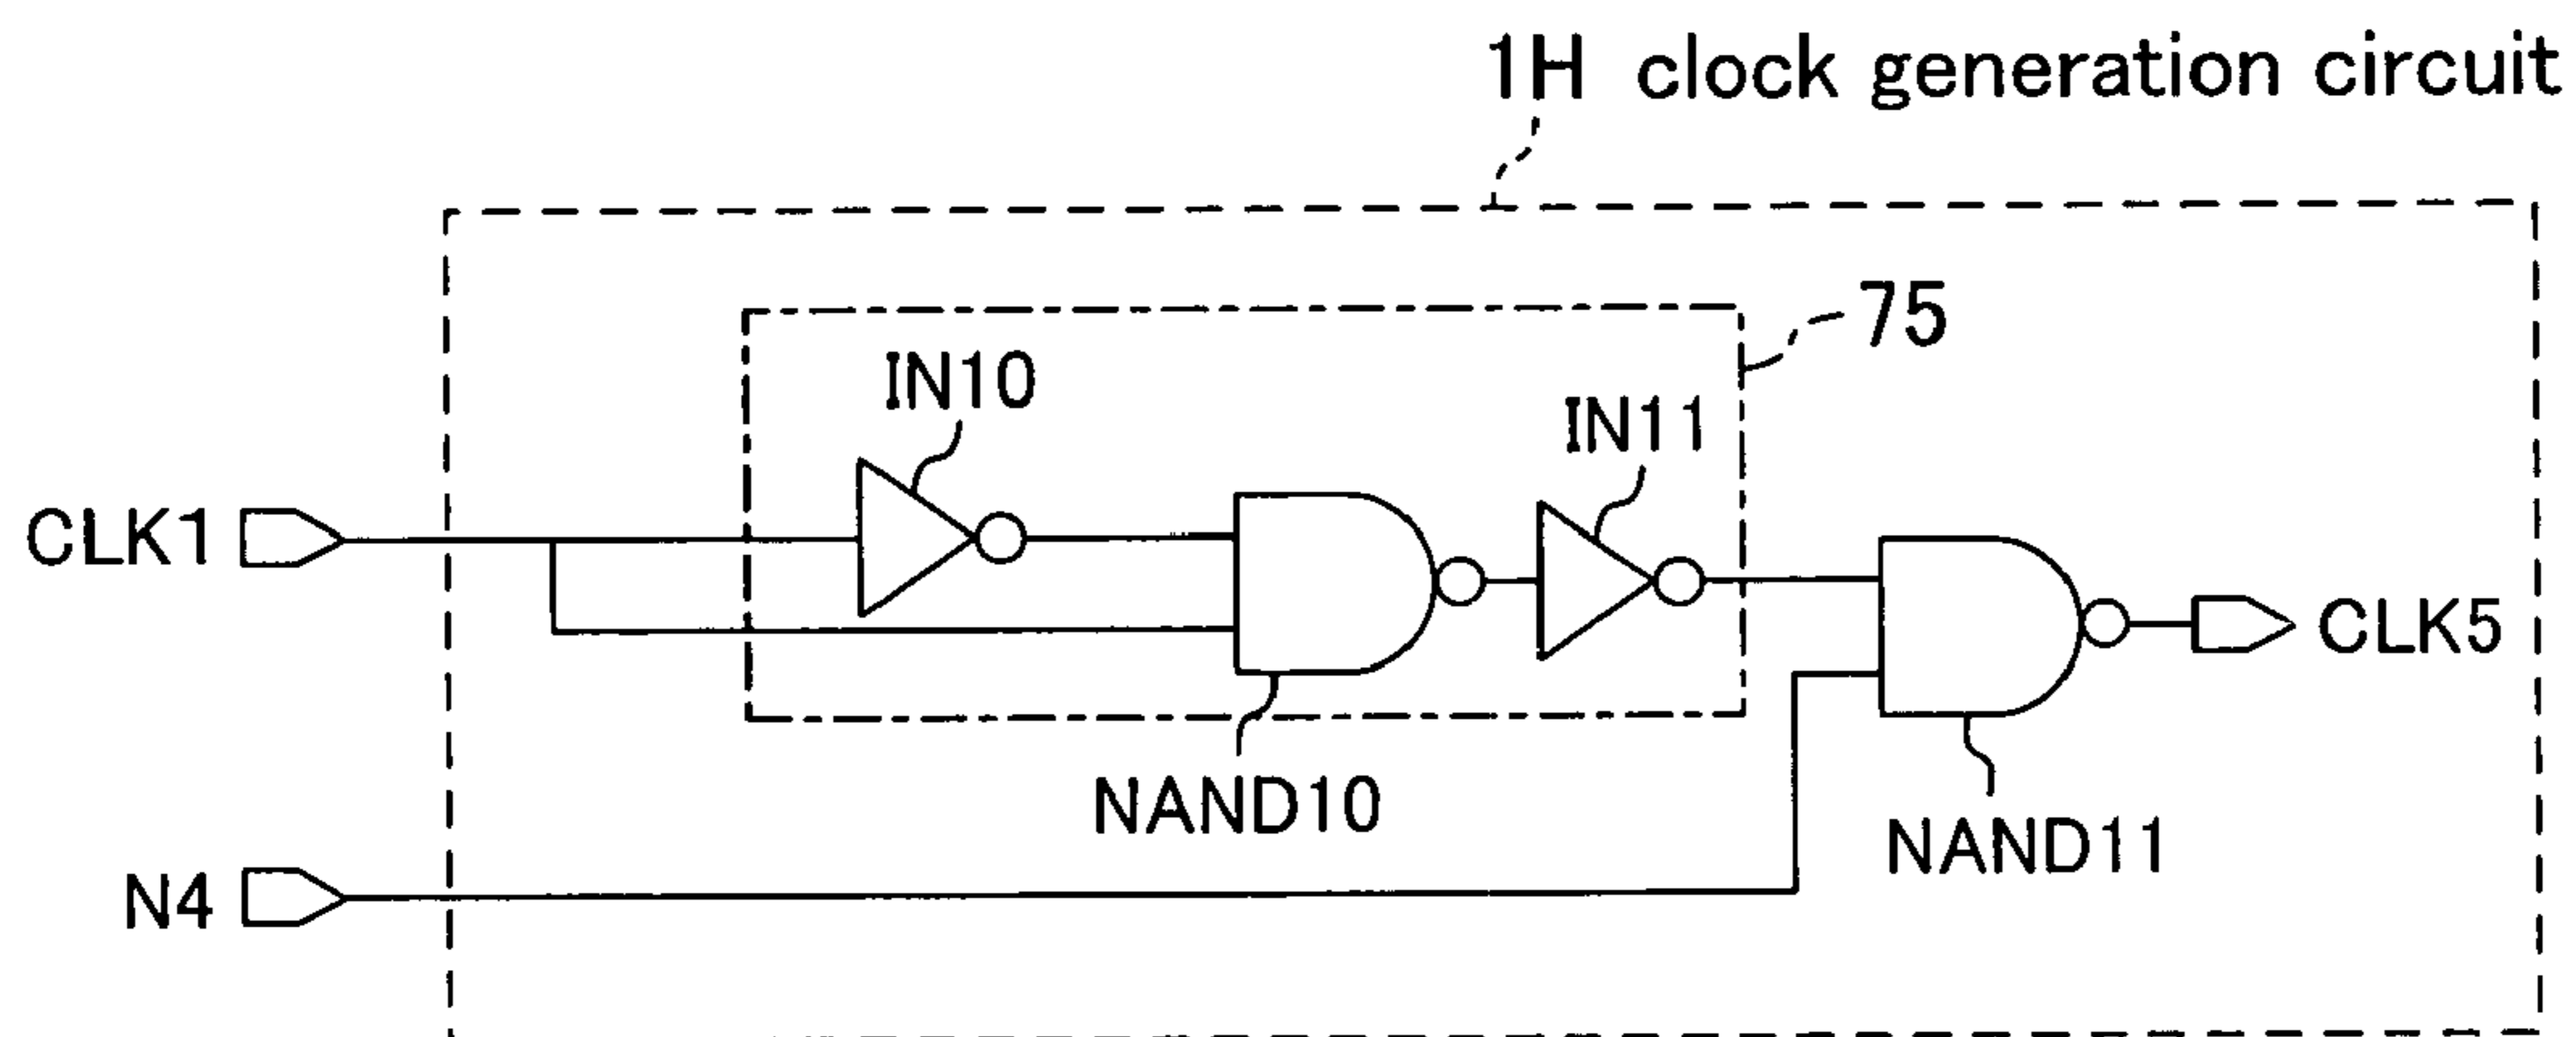 1H clock generation circuit
75
IN10
IN11
CLK1
CLK5
NAND10
NAND11
N4